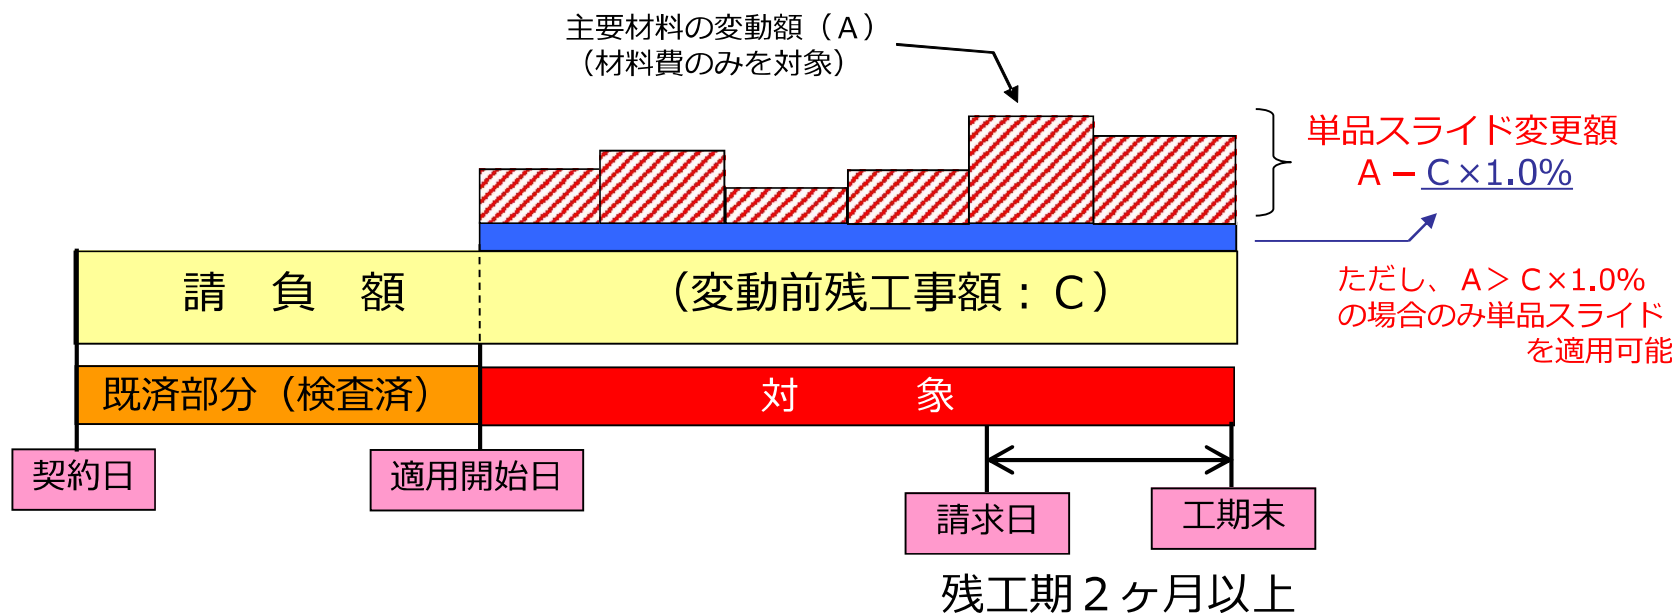 主要材料の変動額（A）
（材料費のみを対象）
単品スライド変更額
A－C×1.0%
ただし、A＞C×1.0%
の場合のみ単品スライド
を適用可能
請 負 額 （変動前残工事額：C）
既済部分（検査済） 対 象
契約日 適用開始日 請求日 工期末
残工期２ヶ月以上